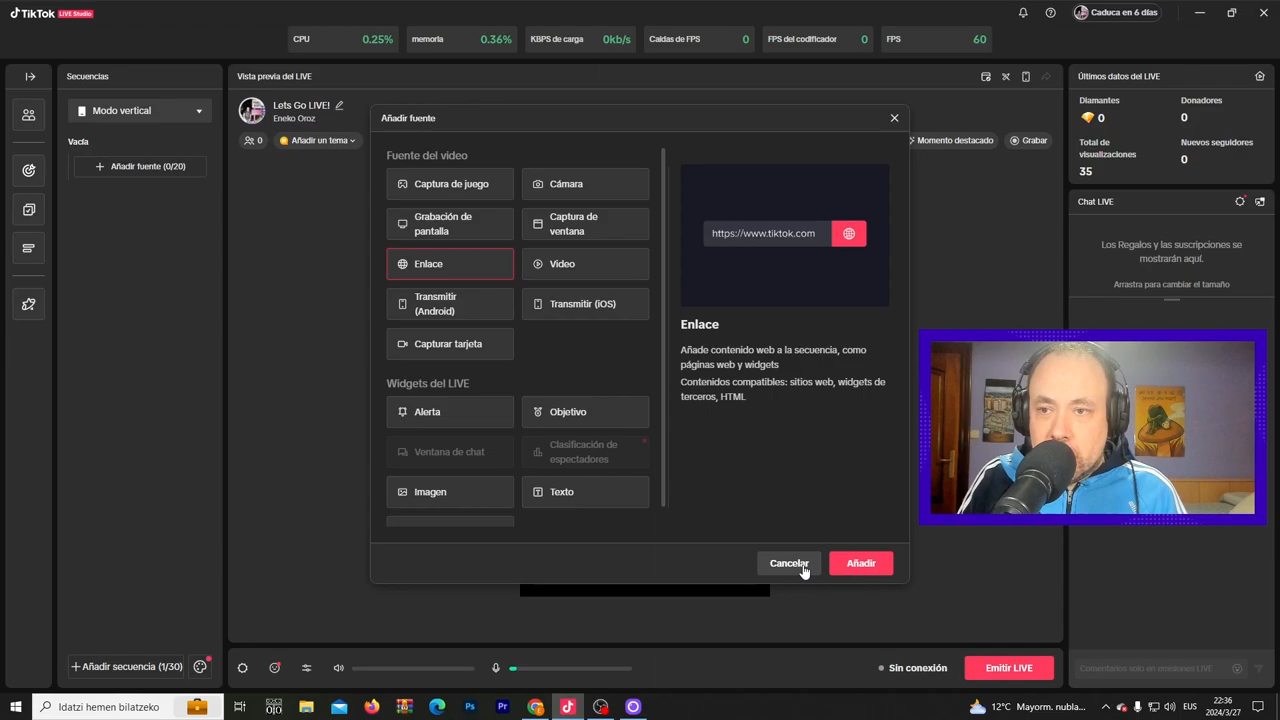 TikTok LIVE Studio
Caduca en 6 días
CPU 0.25%
memoria 0.36%
KBPS de carga 0kb/s
Caídas de FPS 0
FPS del codificador 0
FPS 60
Secuencias
Modo vertical
Vacía
Añadir fuente (0/20)
Añadir secuencia (1/30)
Vista previa del LIVE
Lets Go LIVE!
Eneko Oroz
0
Añadir un tema
Momento destacado
Grabar
Añadir fuente
Fuente del video
Captura de juego
Cámara
Grabación de
pantalla
Captura de
ventana
Enlace
Video
Transmitir
(Android)
Transmitir (iOS)
Capturar tarjeta
Widgets del LIVE
Alerta
Objetivo
Ventana de chat
Clasificación de
espectadores
Imagen
Texto
https://www.tiktok.com
Enlace
Añade contenido web a la secuencia, como
páginas web y widgets
Contenidos compatibles: sitios web, widgets de
terceros, HTML
Cancelar
Añadir
Últimos datos del LIVE
Diamantes
0
Donadores
0
Total de
visualizaciones
35
Nuevos seguidores
0
Chat LIVE
Los Regalos y las suscripciones se
mostrarán aquí.
Arrastra para cambiar el tamaño
Sin conexión
Emitir LIVE
Comentarios solo en emisiones LIVE
Idatzi hemen bilatzeko
Ps
Pr
12°C Mayorm. nubla...
EUS
22:36
2024/3/27